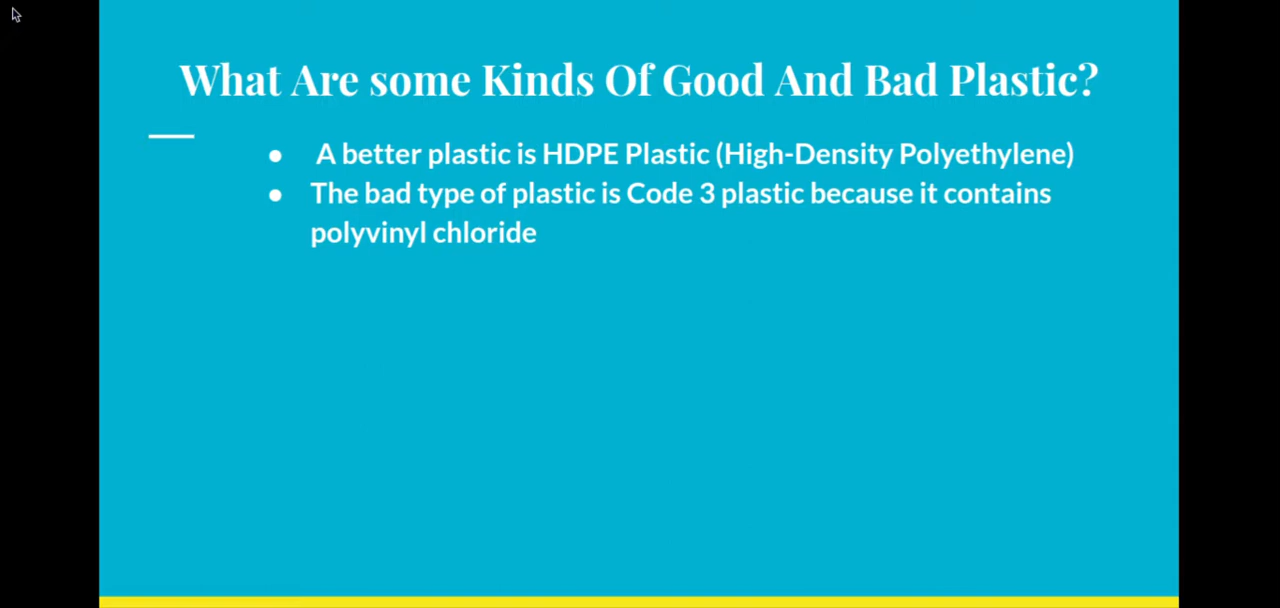 What Are some Kinds Of Good And Bad Plastic?
● A better plastic is HDPE Plastic (High-Density Polyethylene)
● The bad type of plastic is Code 3 plastic because it contains
polyvinyl chloride